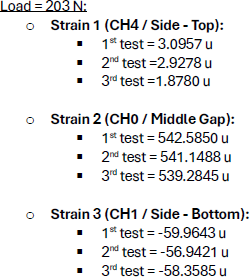 Load = 203 N:
o Strain 1 (CH4 / Side - Top):
▪ 1st test = 3.0957 u
▪ 2nd test =2.9278 u
▪ 3rd test =1.8780 u
o Strain 2 (CH0 / Middle Gap):
▪ 1st test = 542.5850 u
▪ 2nd test = 541.1488 u
▪ 3rd test = 539.2845 u
o Strain 3 (CH1 / Side - Bottom):
▪ 1st test = -59.9643 u
▪ 2nd test = -56.9421 u
▪ 3rd test = -58.3585 u